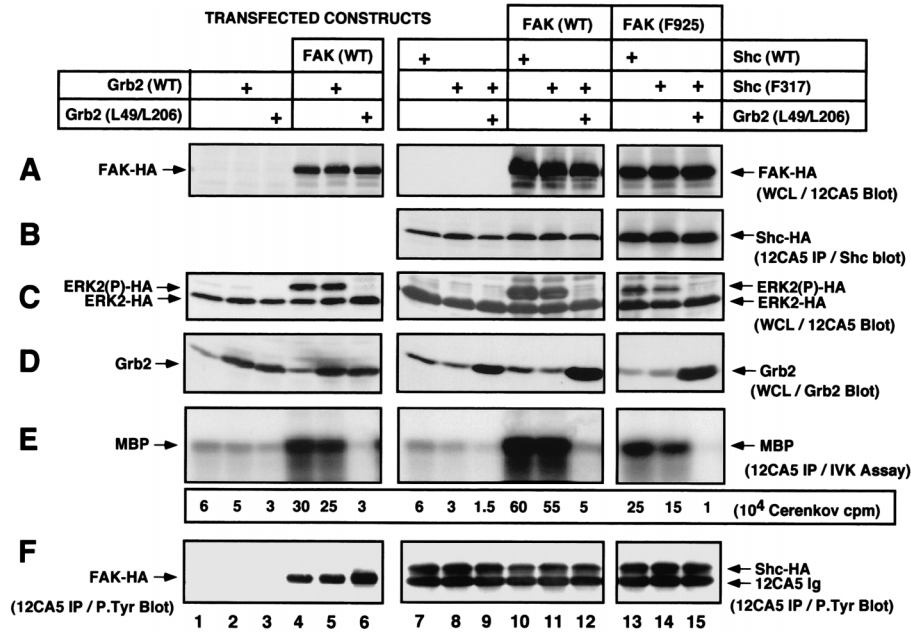 TRANSFECTED CONSTRUCTS
FAK (WT) FAK (WT) FAK (F925)
+ + + Shc (WT)
Grb2 (WT) + + + + + + + + Shc (F317)
Grb2 (L49/L206) + + + + + Grb2 (L49/L206)
A FAK-HA FAK-HA
(WCL / 12CA5 Blot)
B Shc-HA
(12CA5 IP / Shc blot)
C ERK2(P)-HA ERK2(P)-HA
ERK2-HA ERK2-HA
(WCL / 12CA5 Blot)
D Grb2 Grb2
(WCL / Grb2 Blot)
E MBP MBP
(12CA5 IP / IVK Assay)
6 5 3 30 25 3 6 3 1.5 60 55 5 25 15 1 (10⁴ Cerenkov cpm)
F FAK-HA Shc-HA
12CA5 Ig
(12CA5 IP / P.Tyr Blot) (12CA5 IP / P.Tyr Blot)
1 2 3 4 5 6 7 8 9 10 11 12 13 14 15